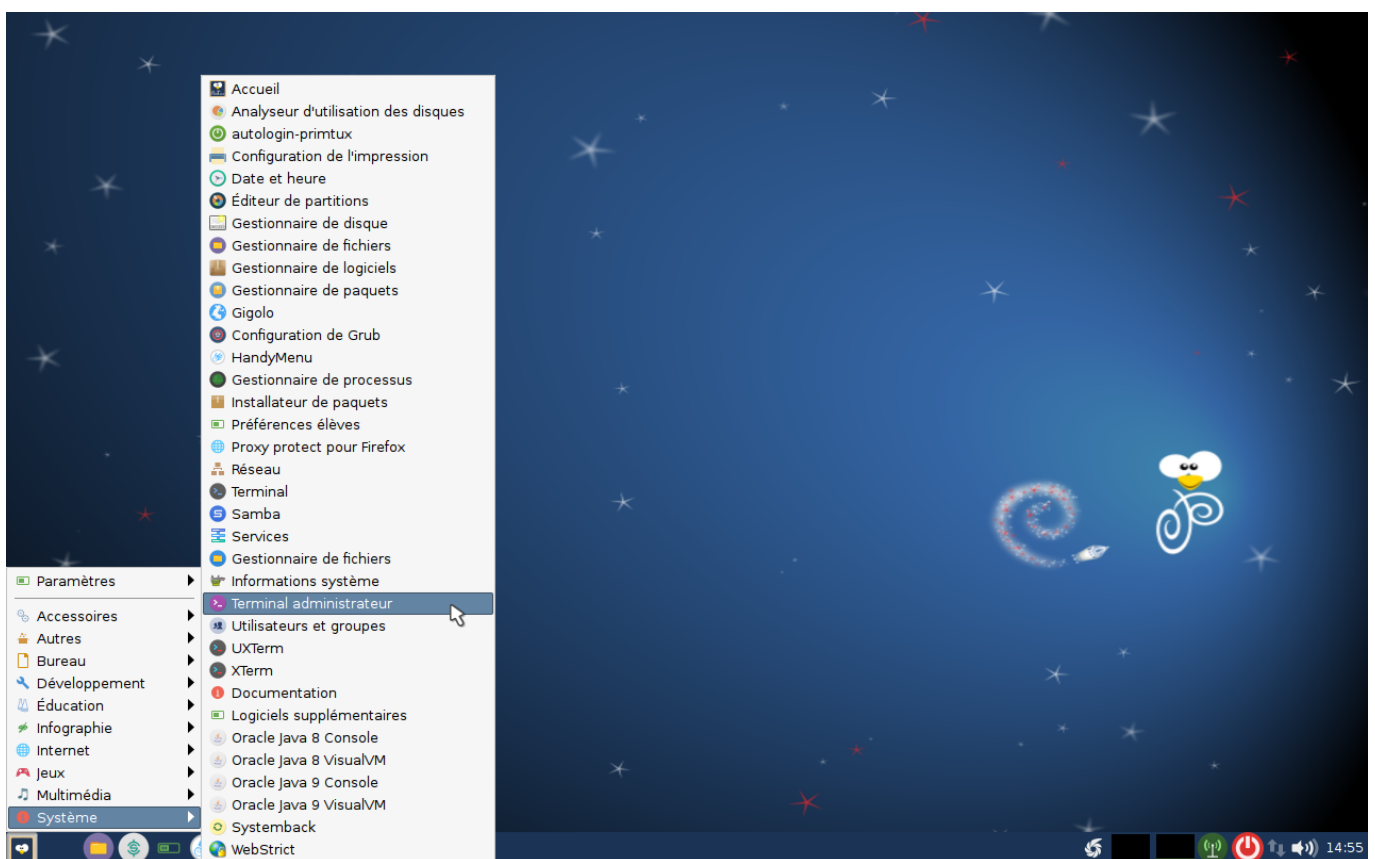 Accueil
Analyseur d'utilisation des disques
autologin-primtux
Configuration de l'impression
Date et heure
Éditeur de partitions
Gestionnaire de disque
Gestionnaire de fichiers
Gestionnaire de logiciels
Gestionnaire de paquets
Gigolo
Configuration de Grub
HandyMenu
Gestionnaire de processus
Installateur de paquets
Préférences élèves
Proxy protect pour Firefox
Réseau
Terminal
Samba
Services
Gestionnaire de fichiers
Informations système
Terminal administrateur
Utilisateurs et groupes
UXTerm
XTerm
Documentation
Logiciels supplémentaires
Oracle Java 8 Console
Oracle Java 8 VisualVM
Oracle Java 9 Console
Oracle Java 9 VisualVM
Systemback
WebStrict
Paramètres
Accessoires
Autres
Bureau
Développement
Éducation
Infographie
Internet
Jeux
Multimédia
Système
14:55